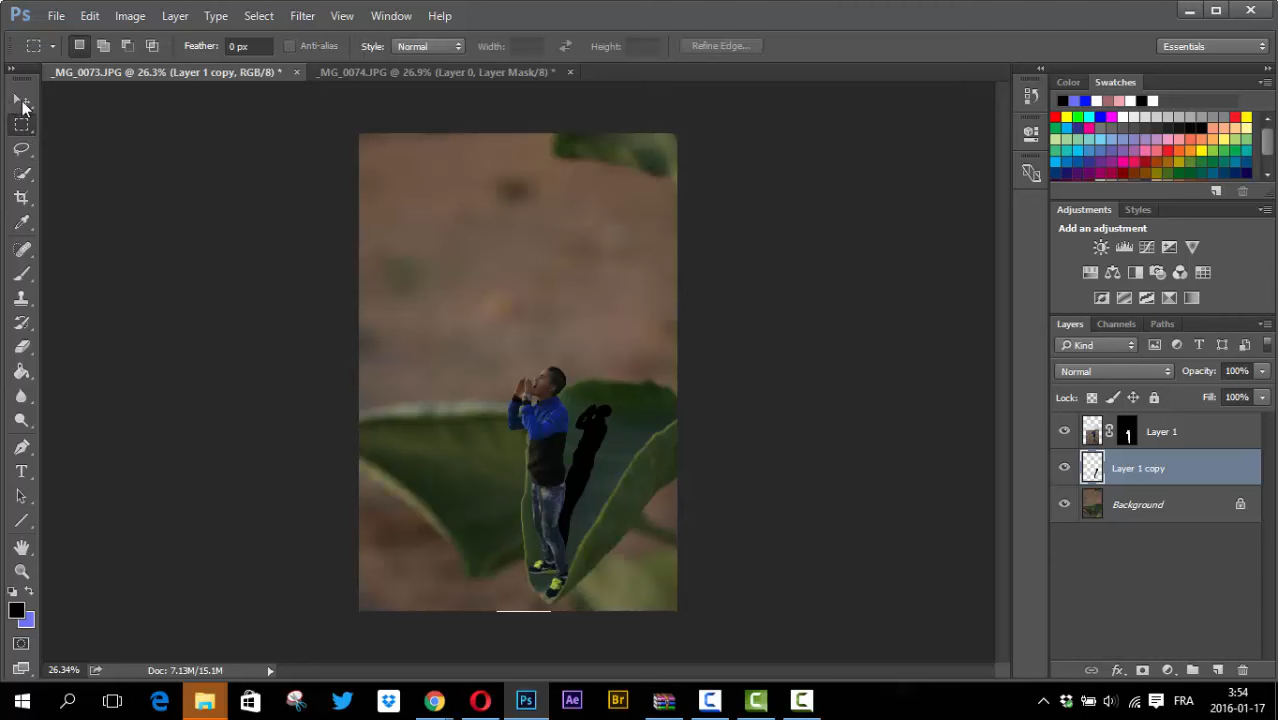 Ps File Edit Image Layer Type Select Filter View Window Help
Feather: 0 px Anti-alias Style: Normal Width: Height: Refine Edge... Essentials
_MG_0073.JPG @ 26.3% (Layer 1 copy, RGB/8) * × _MG_0074.JPG @ 26.9% (Layer 0, Layer Mask/8) * ×
Color Swatches
Adjustments Styles
Add an adjustment
Layers Channels Paths
Kind
Normal Opacity: 100%
Lock: Fill: 100%
Layer 1
Layer 1 copy
Background
26.34% Doc: 7.13M/15.1M
Ps Ae Br FR 3:54
2016-01-17